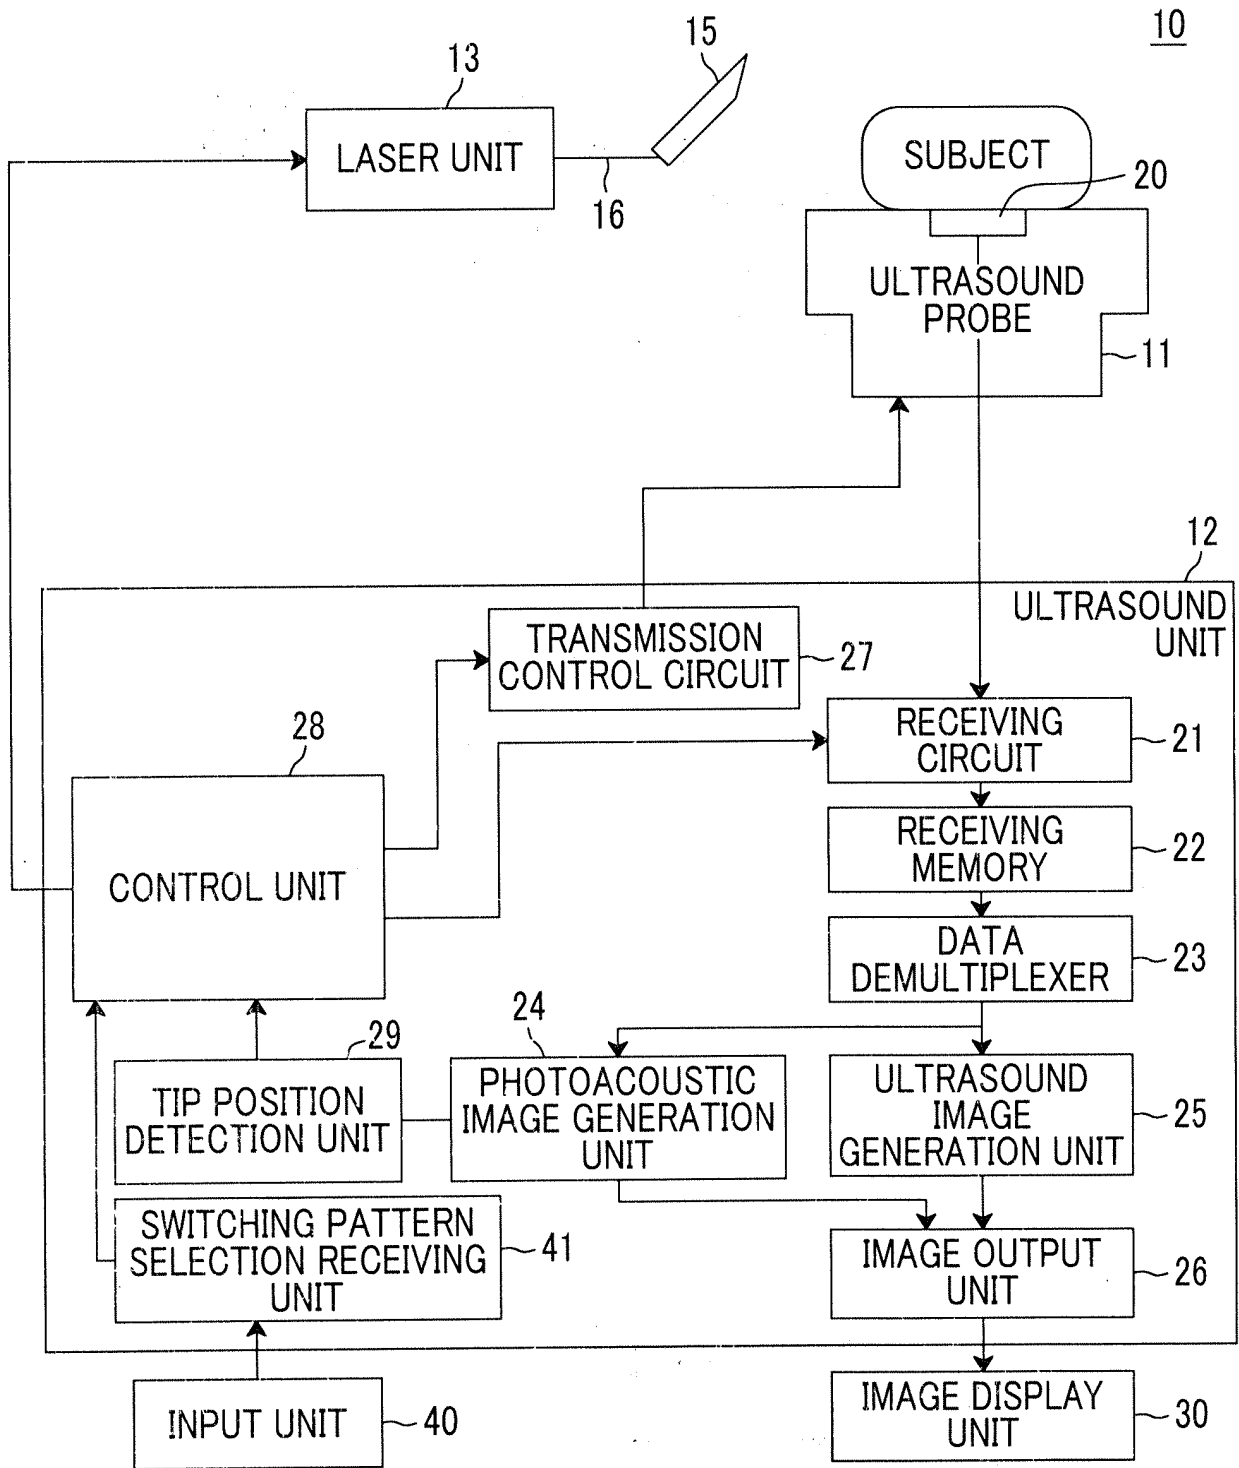 10
15
13
LASER UNIT
16
SUBJECT
20
ULTRASOUND
PROBE
11
12
ULTRASOUND
UNIT
TRANSMISSION
CONTROL CIRCUIT
27
RECEIVING
CIRCUIT
21
28
CONTROL UNIT
RECEIVING
MEMORY
22
DATA
DEMULTIPLEXER
23
24
29
TIP POSITION
DETECTION UNIT
PHOTOACOUSTIC
IMAGE GENERATION
UNIT
ULTRASOUND
IMAGE
GENERATION UNIT
25
SWITCHING PATTERN
SELECTION RECEIVING
UNIT
41
IMAGE OUTPUT
UNIT
26
INPUT UNIT
40
IMAGE DISPLAY
UNIT
30